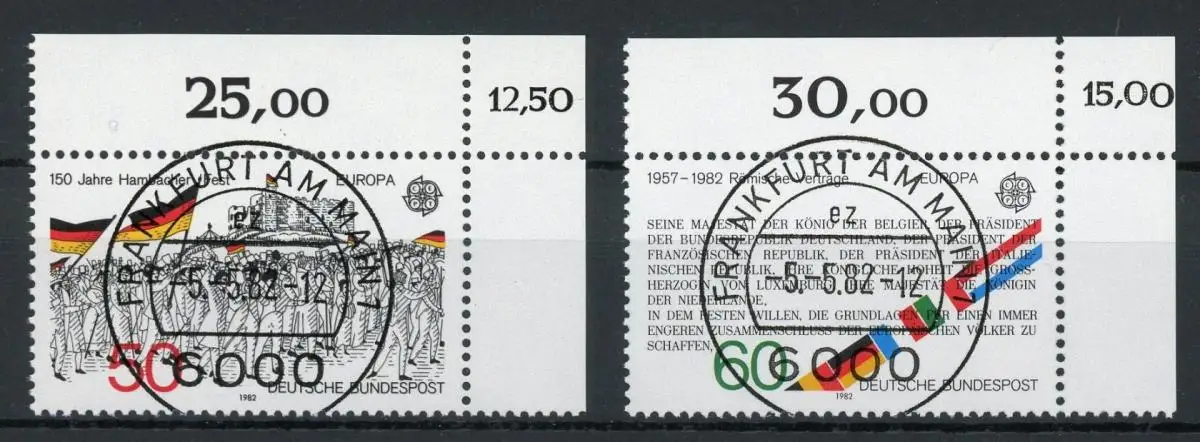 25,00
12,50
150 Jahre Hambacher Fest EUROPA
CEPT
FRANKFURT AM MAIN 1
ez
-5.-5.82-12
50
6000
DEUTSCHE BUNDESPOST
1982
30,00
15,00
1957–1982 Römische Verträge EUROPA
CEPT
SEINE MAJESTÄT DER KÖNIG DER BELGIER, DER PRÄSIDENT
DER BUNDESREPUBLIK DEUTSCHLAND, DER PRÄSIDENT DER
FRANZÖSISCHEN REPUBLIK, DER PRÄSIDENT DER ITALIE-
NISCHEN REPUBLIK, IHRE KÖNIGLICHE HOHEIT DIE GROSS-
HERZOGIN VON LUXEMBURG, IHRE MAJESTÄT DIE KÖNIGIN
DER NIEDERLANDE,
IN DEM FESTEN WILLEN, DIE GRUNDLAGEN FÜR EINEN IMMER
ENGEREN ZUSAMMENSCHLUSS DER EUROPÄISCHEN VÖLKER ZU
SCHAFFEN,
FRANKFURT AM MAIN 1
ez
-5.-5.82-12
60
6000
DEUTSCHE BUNDESPOST
1982